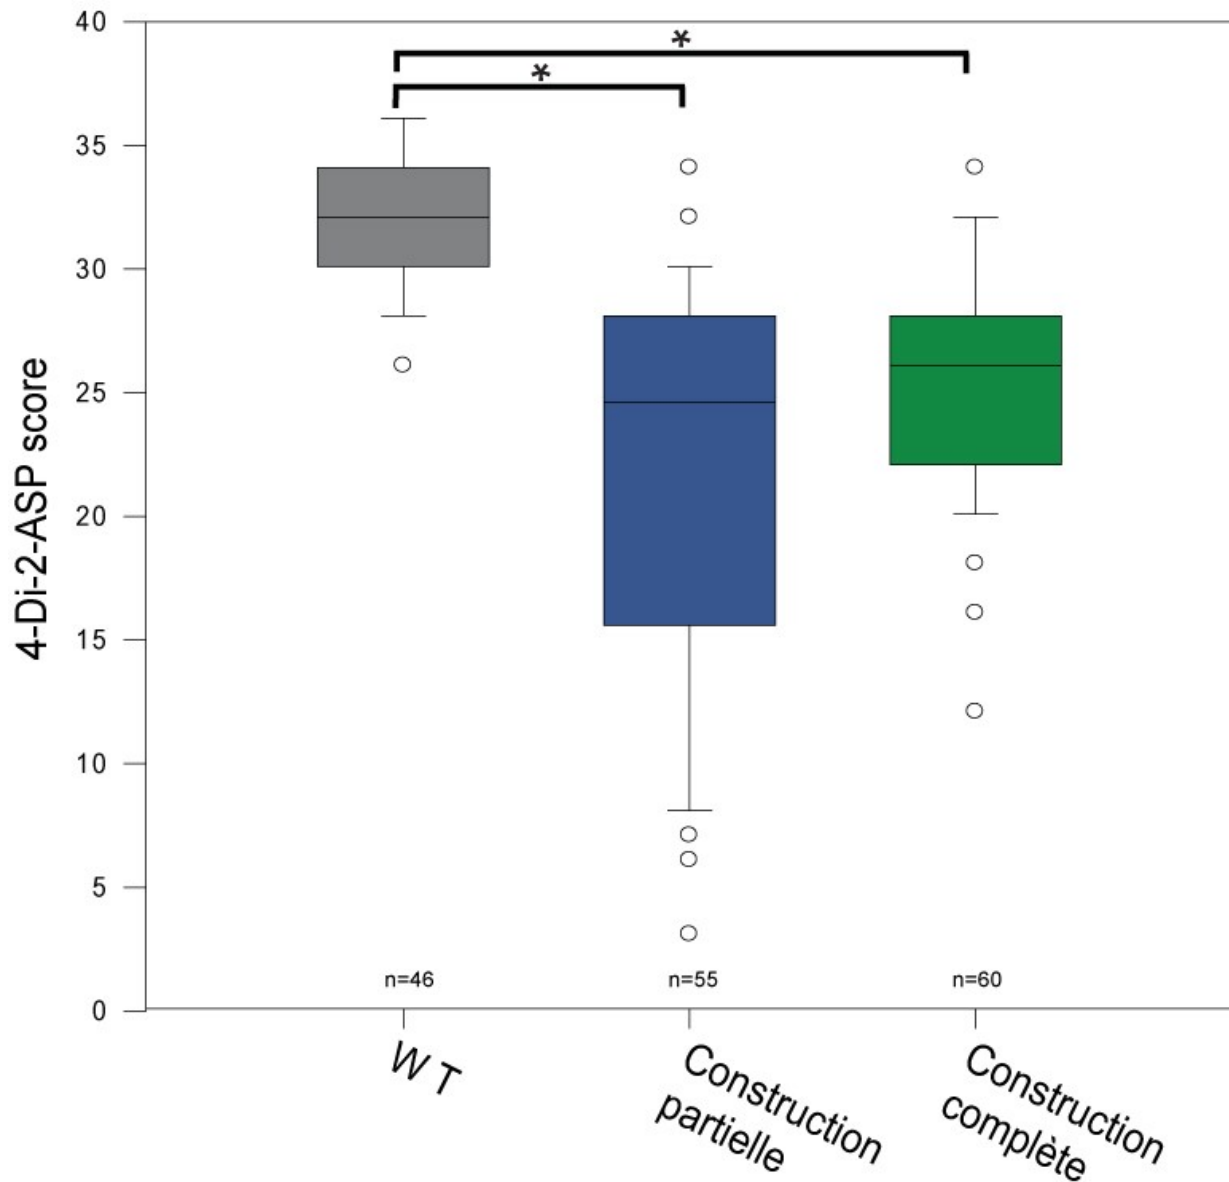 40
*
*
35
30
25
20
15
10
5
0
4-Di-2-ASP score
n=46
n=55
n=60
W T
Construction
partielle
Construction
complète